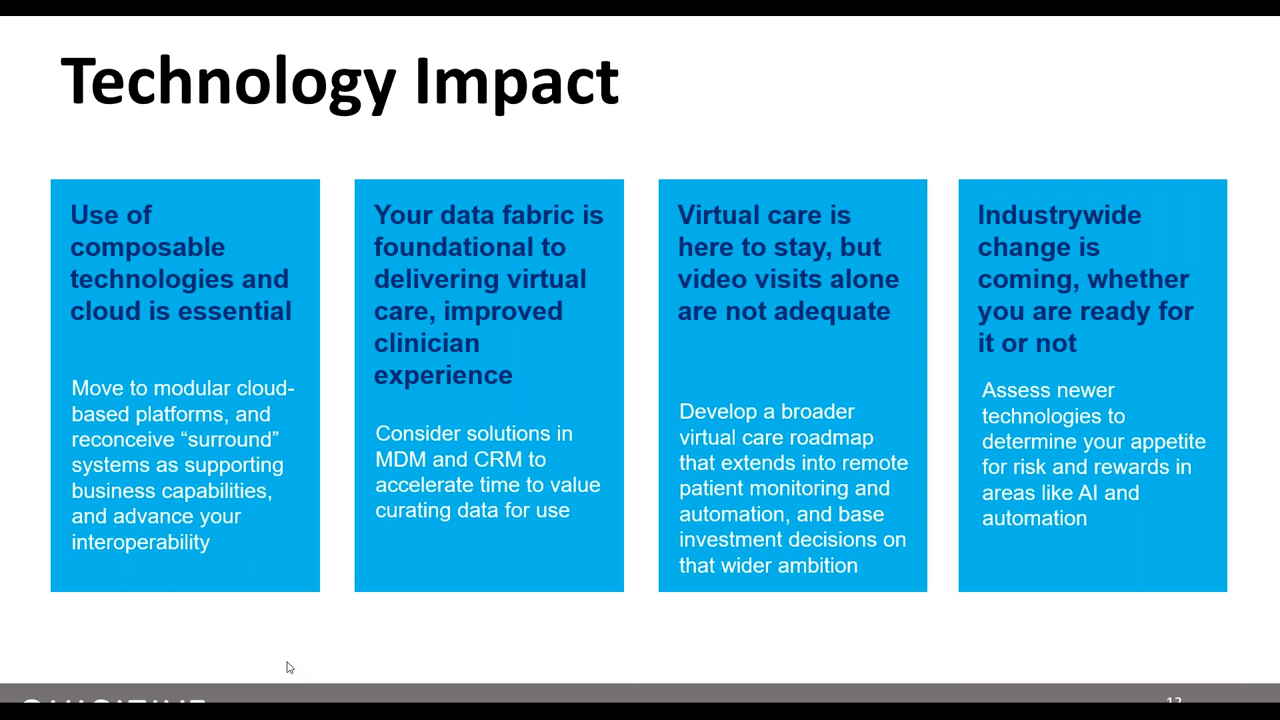 Technology Impact
Use of
composable
technologies and
cloud is essential
Move to modular cloud-
based platforms, and
reconceive “surround”
systems as supporting
business capabilities,
and advance your
interoperability
Your data fabric is
foundational to
delivering virtual
care, improved
clinician
experience
Consider solutions in
MDM and CRM to
accelerate time to value
curating data for use
Virtual care is
here to stay, but
video visits alone
are not adequate
Develop a broader
virtual care roadmap
that extends into remote
patient monitoring and
automation, and base
investment decisions on
that wider ambition
Industrywide
change is
coming, whether
you are ready for
it or not
Assess newer
technologies to
determine your appetite
for risk and rewards in
areas like AI and
automation